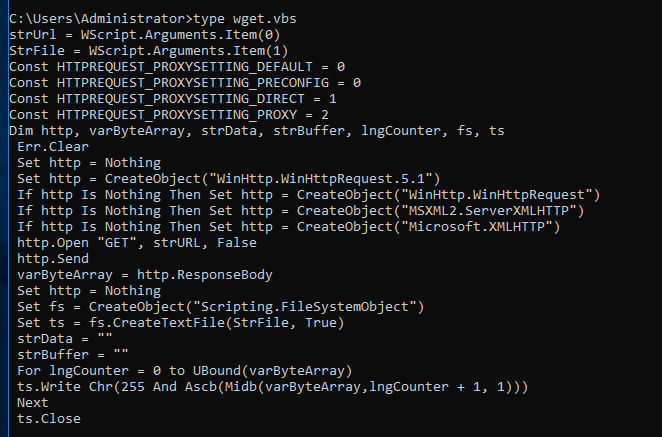 C:\Users\Administrator>type wget.vbs
strUrl = WScript.Arguments.Item(0)
StrFile = WScript.Arguments.Item(1)
Const HTTPREQUEST_PROXYSETTING_DEFAULT = 0
Const HTTPREQUEST_PROXYSETTING_PRECONFIG = 0
Const HTTPREQUEST_PROXYSETTING_DIRECT = 1
Const HTTPREQUEST_PROXYSETTING_PROXY = 2
Dim http, varByteArray, strData, strBuffer, lngCounter, fs, ts
 Err.Clear
 Set http = Nothing
 Set http = CreateObject("WinHttp.WinHttpRequest.5.1")
 If http Is Nothing Then Set http = CreateObject("WinHttp.WinHttpRequest")
 If http Is Nothing Then Set http = CreateObject("MSXML2.ServerXMLHTTP")
 If http Is Nothing Then Set http = CreateObject("Microsoft.XMLHTTP")
 http.Open "GET", strURL, False
 http.Send
 varByteArray = http.ResponseBody
 Set http = Nothing
 Set fs = CreateObject("Scripting.FileSystemObject")
 Set ts = fs.CreateTextFile(StrFile, True)
 strData = ""
 strBuffer = ""
 For lngCounter = 0 to UBound(varByteArray)
 ts.Write Chr(255 And Ascb(Midb(varByteArray,lngCounter + 1, 1)))
 Next
 ts.Close